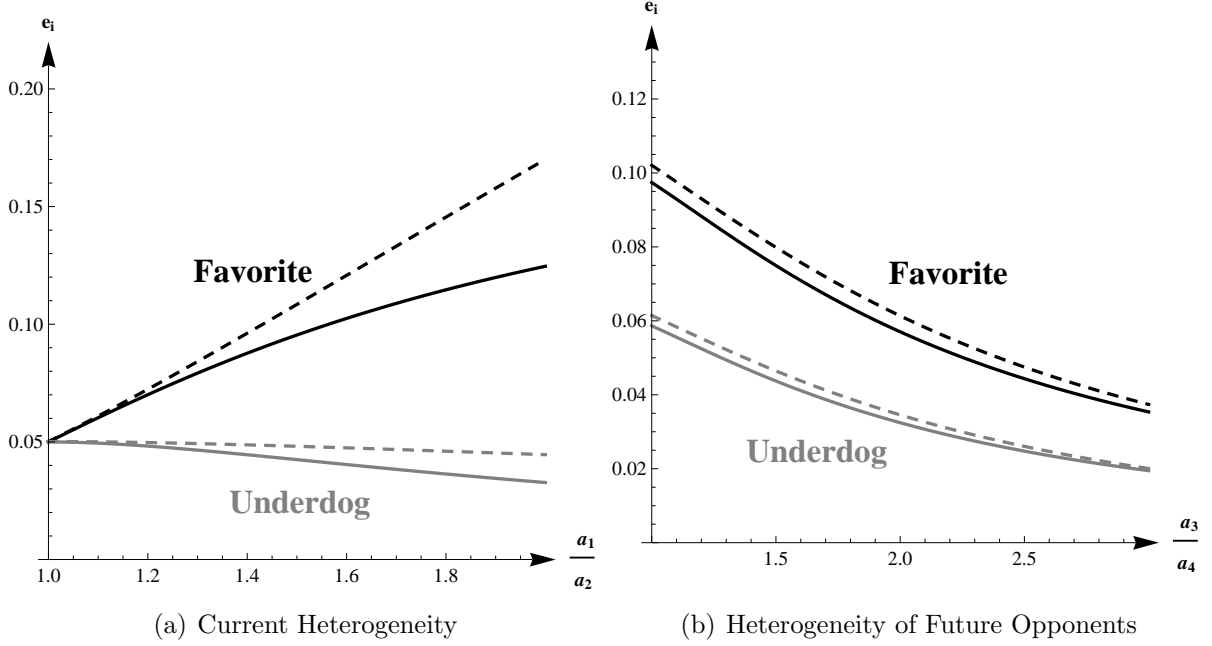 e_i
0.20
0.15
0.10
0.05
Favorite
Underdog
1.0 1.2 1.4 1.6 1.8
a_1
a_2
(a) Current Heterogeneity
e_i
0.12
0.10
0.08
0.06
0.04
0.02
Favorite
Underdog
1.5 2.0 2.5
a_3
a_4
(b) Heterogeneity of Future Opponents